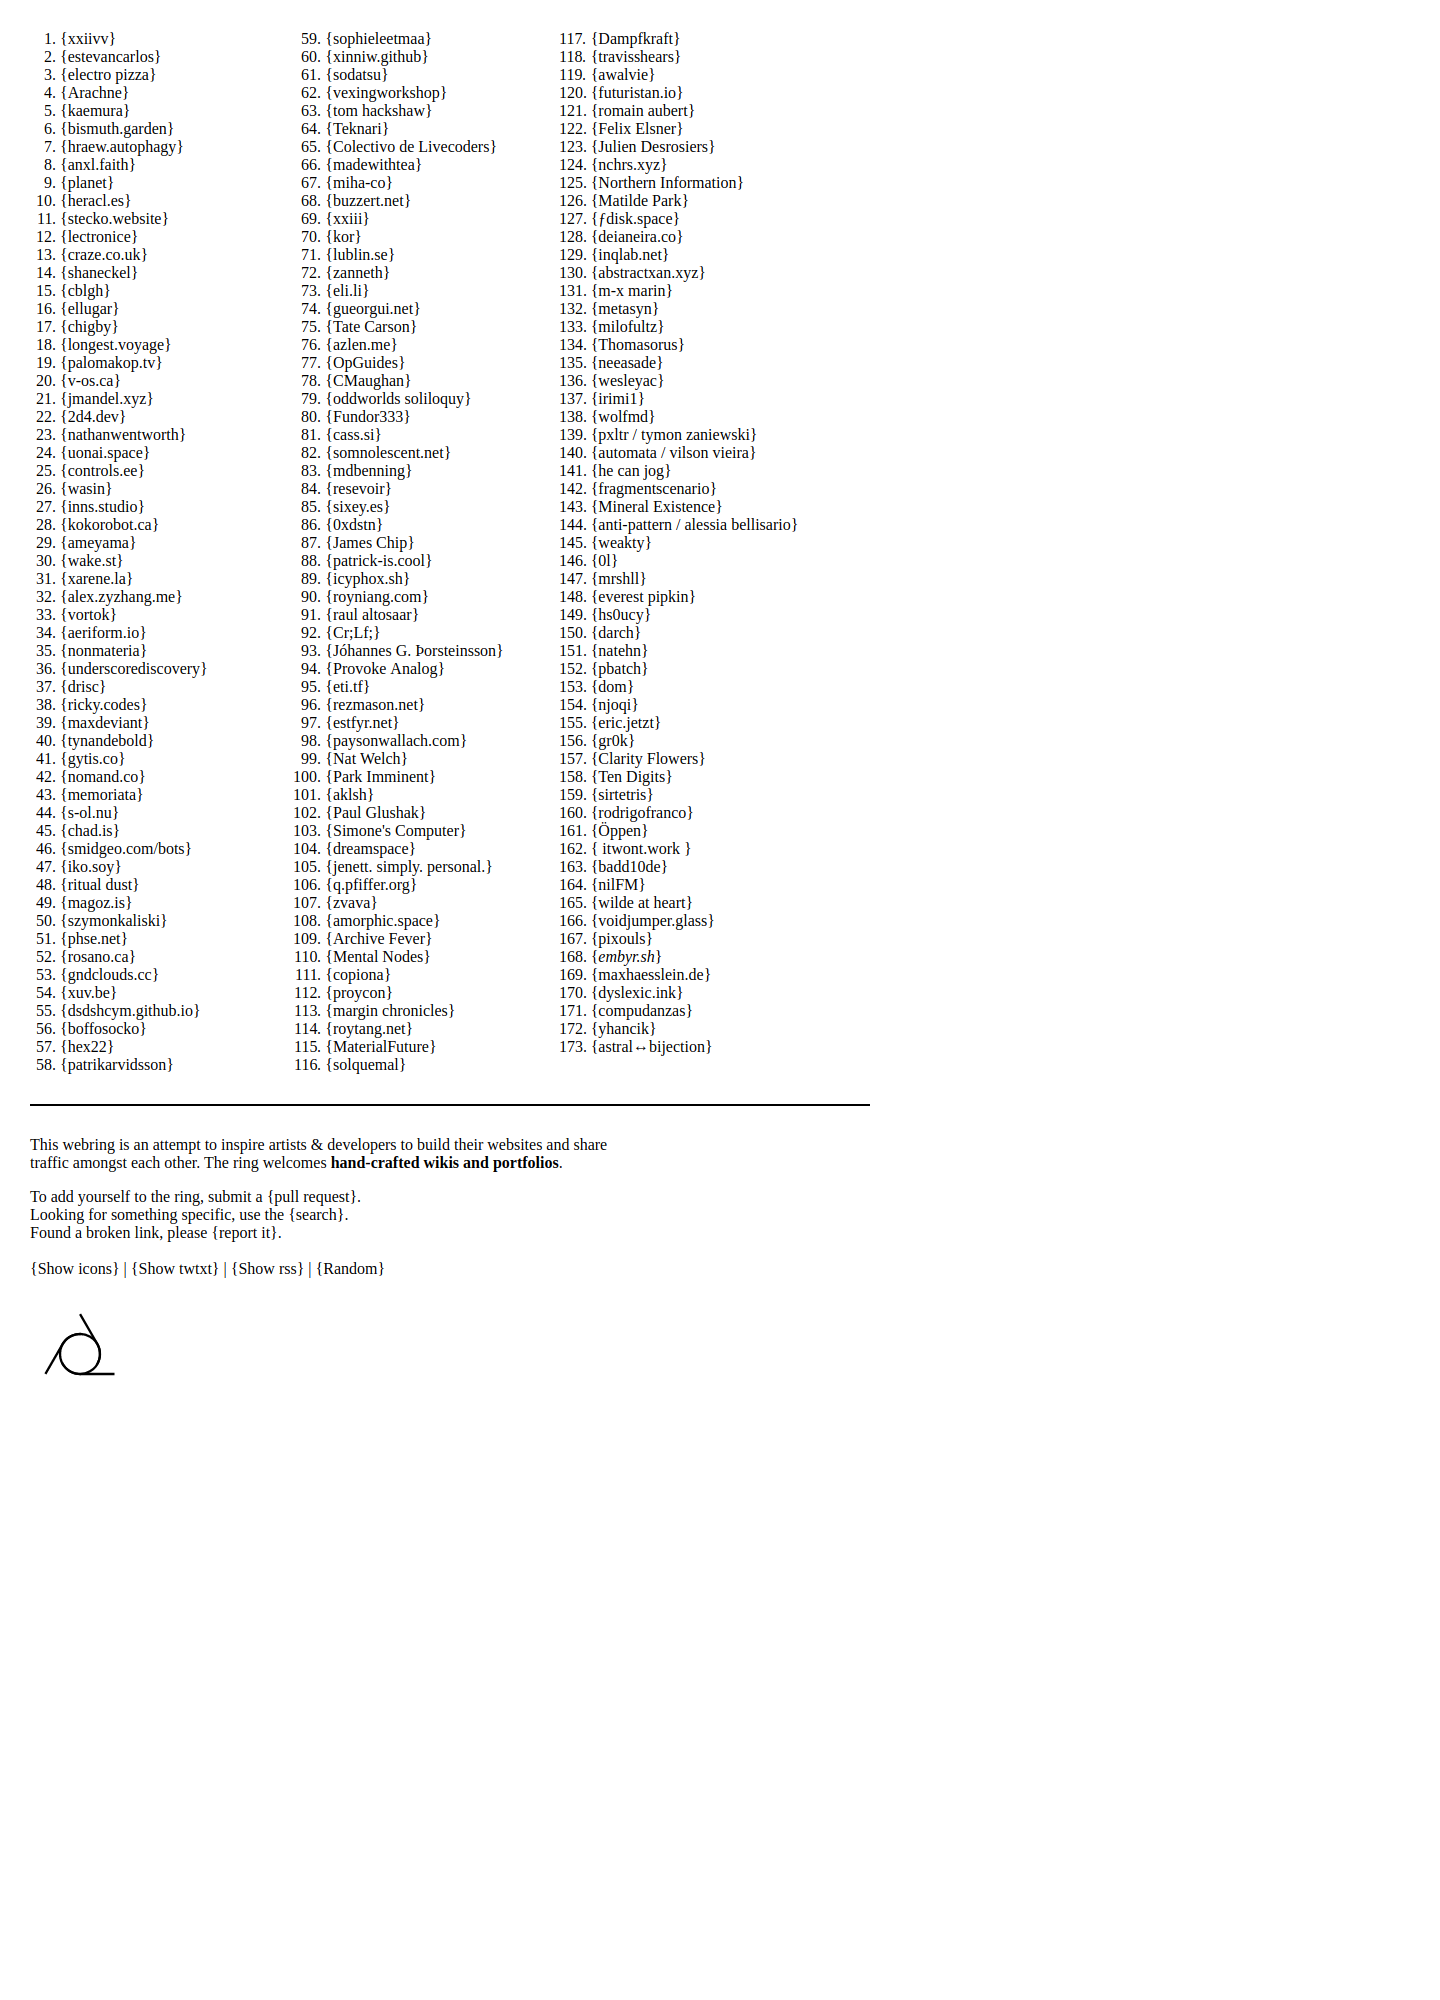 1. {xxiivv}
2. {estevancarlos}
3. {electro pizza}
4. {Arachne}
5. {kaemura}
6. {bismuth.garden}
7. {hraew.autophagy}
8. {anxl.faith}
9. {planet}
10. {heracl.es}
11. {stecko.website}
12. {lectronice}
13. {craze.co.uk}
14. {shaneckel}
15. {cblgh}
16. {ellugar}
17. {chigby}
18. {longest.voyage}
19. {palomakop.tv}
20. {v-os.ca}
21. {jmandel.xyz}
22. {2d4.dev}
23. {nathanwentworth}
24. {uonai.space}
25. {controls.ee}
26. {wasin}
27. {inns.studio}
28. {kokorobot.ca}
29. {ameyama}
30. {wake.st}
31. {xarene.la}
32. {alex.zyzhang.me}
33. {vortok}
34. {aeriform.io}
35. {nonmateria}
36. {underscorediscovery}
37. {drisc}
38. {ricky.codes}
39. {maxdeviant}
40. {tynandebold}
41. {gytis.co}
42. {nomand.co}
43. {memoriata}
44. {s-ol.nu}
45. {chad.is}
46. {smidgeo.com/bots}
47. {iko.soy}
48. {ritual dust}
49. {magoz.is}
50. {szymonkaliski}
51. {phse.net}
52. {rosano.ca}
53. {gndclouds.cc}
54. {xuv.be}
55. {dsdshcym.github.io}
56. {boffosocko}
57. {hex22}
58. {patrikarvidsson}
59. {sophieleetmaa}
60. {xinniw.github}
61. {sodatsu}
62. {vexingworkshop}
63. {tom hackshaw}
64. {Teknari}
65. {Colectivo de Livecoders}
66. {madewithtea}
67. {miha-co}
68. {buzzert.net}
69. {xxiii}
70. {kor}
71. {lublin.se}
72. {zanneth}
73. {eli.li}
74. {gueorgui.net}
75. {Tate Carson}
76. {azlen.me}
77. {OpGuides}
78. {CMaughan}
79. {oddworlds soliloquy}
80. {Fundor333}
81. {cass.si}
82. {somnolescent.net}
83. {mdbenning}
84. {resevoir}
85. {sixey.es}
86. {0xdstn}
87. {James Chip}
88. {patrick-is.cool}
89. {icyphox.sh}
90. {royniang.com}
91. {raul altosaar}
92. {Cr;Lf;}
93. {Jóhannes G. Þorsteinsson}
94. {Provoke Analog}
95. {eti.tf}
96. {rezmason.net}
97. {estfyr.net}
98. {paysonwallach.com}
99. {Nat Welch}
100. {Park Imminent}
101. {aklsh}
102. {Paul Glushak}
103. {Simone's Computer}
104. {dreamspace}
105. {jenett. simply. personal.}
106. {q.pfiffer.org}
107. {zvava}
108. {amorphic.space}
109. {Archive Fever}
110. {Mental Nodes}
111. {copiona}
112. {proycon}
113. {margin chronicles}
114. {roytang.net}
115. {MaterialFuture}
116. {solquemal}
117. {Dampfkraft}
118. {travisshears}
119. {awalvie}
120. {futuristan.io}
121. {romain aubert}
122. {Felix Elsner}
123. {Julien Desrosiers}
124. {nchrs.xyz}
125. {Northern Information}
126. {Matilde Park}
127. {ƒdisk.space}
128. {deianeira.co}
129. {inqlab.net}
130. {abstractxan.xyz}
131. {m-x marin}
132. {metasyn}
133. {milofultz}
134. {Thomasorus}
135. {neeasade}
136. {wesleyac}
137. {irimi1}
138. {wolfmd}
139. {pxltr / tymon zaniewski}
140. {automata / vilson vieira}
141. {he can jog}
142. {fragmentscenario}
143. {Mineral Existence}
144. {anti-pattern / alessia bellisario}
145. {weakty}
146. {0l}
147. {mrshll}
148. {everest pipkin}
149. {hs0ucy}
150. {darch}
151. {natehn}
152. {pbatch}
153. {dom}
154. {njoqi}
155. {eric.jetzt}
156. {gr0k}
157. {Clarity Flowers}
158. {Ten Digits}
159. {sirtetris}
160. {rodrigofranco}
161. {Öppen}
162. { itwont.work }
163. {badd10de}
164. {nilFM}
165. {wilde at heart}
166. {voidjumper.glass}
167. {pixouls}
168. {embyr.sh}
169. {maxhaesslein.de}
170. {dyslexic.ink}
171. {compudanzas}
172. {yhancik}
173. {astral↔bijection}
This webring is an attempt to inspire artists & developers to build their websites and share
traffic amongst each other. The ring welcomes hand-crafted wikis and portfolios.
To add yourself to the ring, submit a {pull request}.
Looking for something specific, use the {search}.
Found a broken link, please {report it}.
{Show icons} | {Show twtxt} | {Show rss} | {Random}